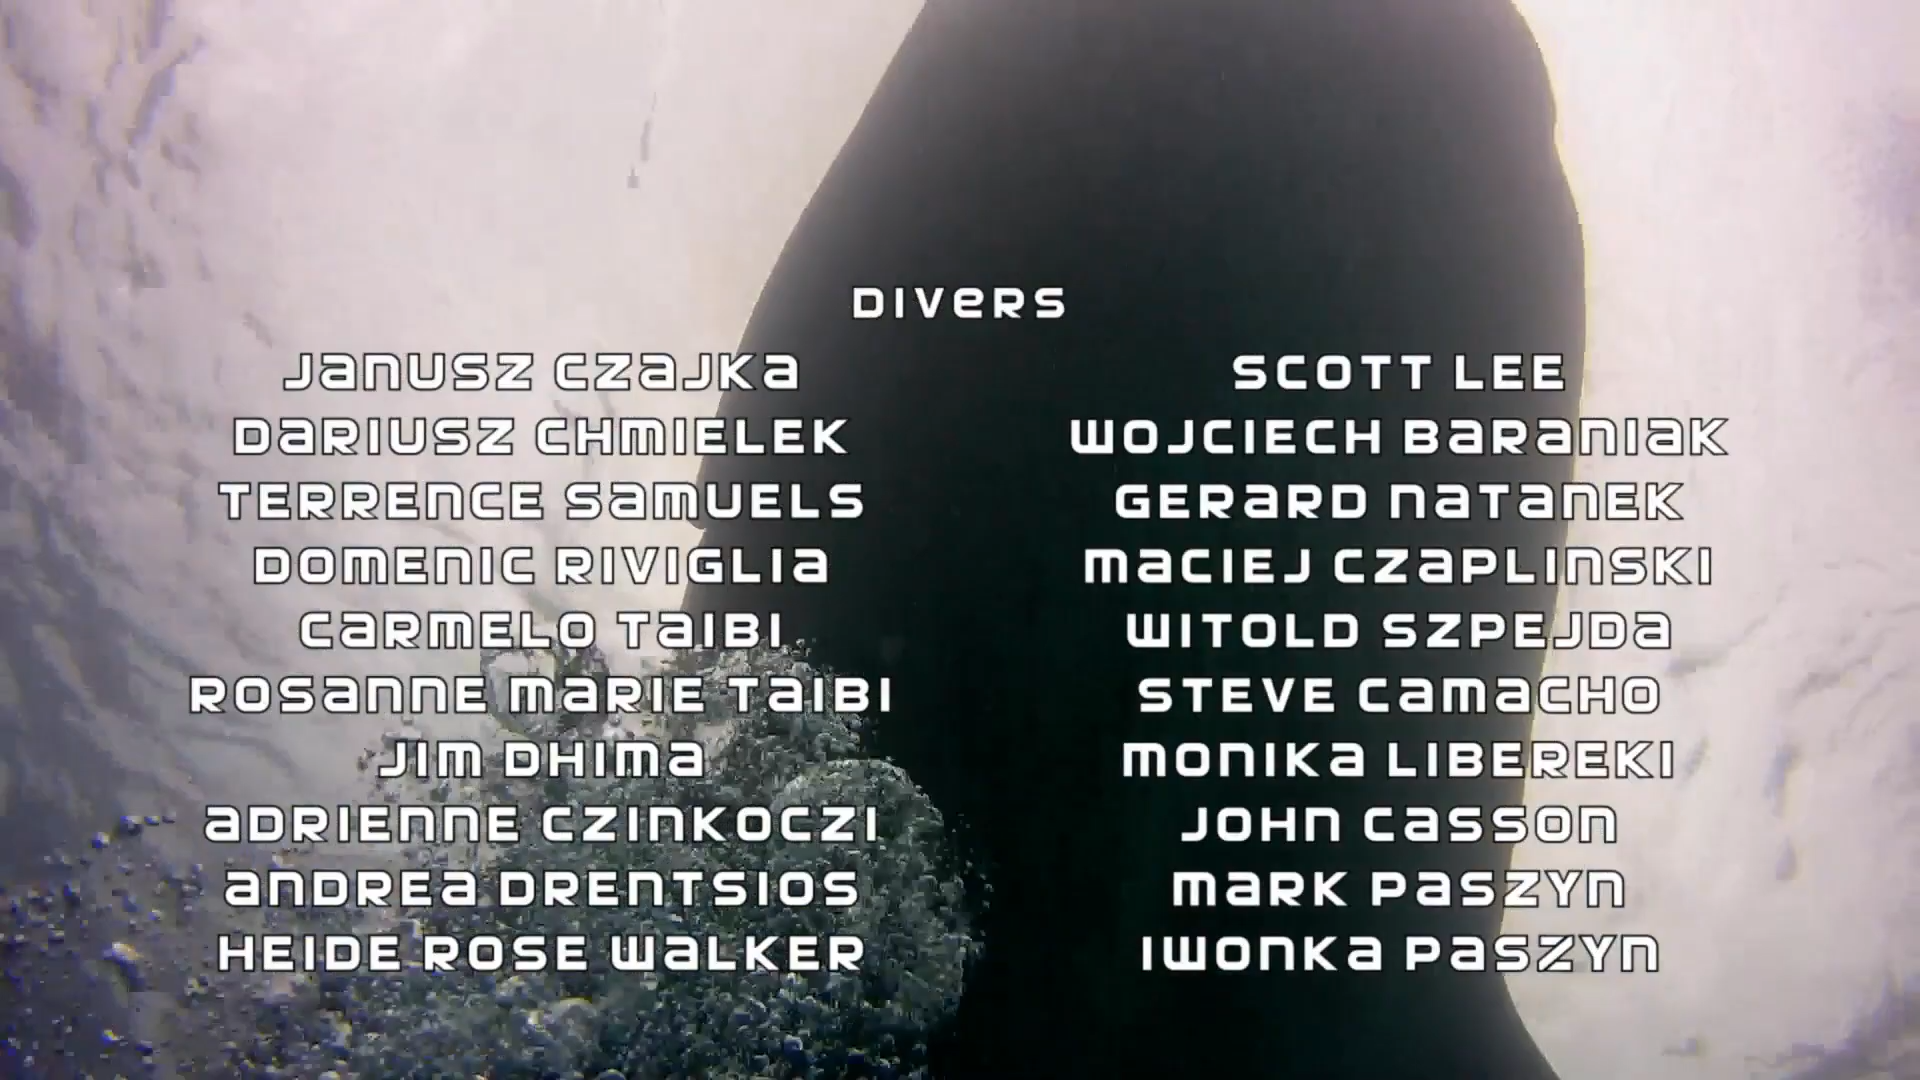 DIVERS
JANUSZ CZAJKA
DARIUSZ CHMIELEK
TERRENCE SAMUELS
DOMENIC RIVIGLIA
CARMELO TAIBI
ROSANNE MARIE TAIBI
JIM DHIMA
ADRIENNE CZINKOCZI
ANDREA DRENTSIOS
HEIDE ROSE WALKER
SCOTT LEE
WOJCIECH BARANIAK
GERARD NATANEK
MACIEJ CZAPLINSKI
WITOLD SZPEJDA
STEVE CAMACHO
MONIKA LIBEREKI
JOHN CASSON
MARK PASZYN
IWONKA PASZYN